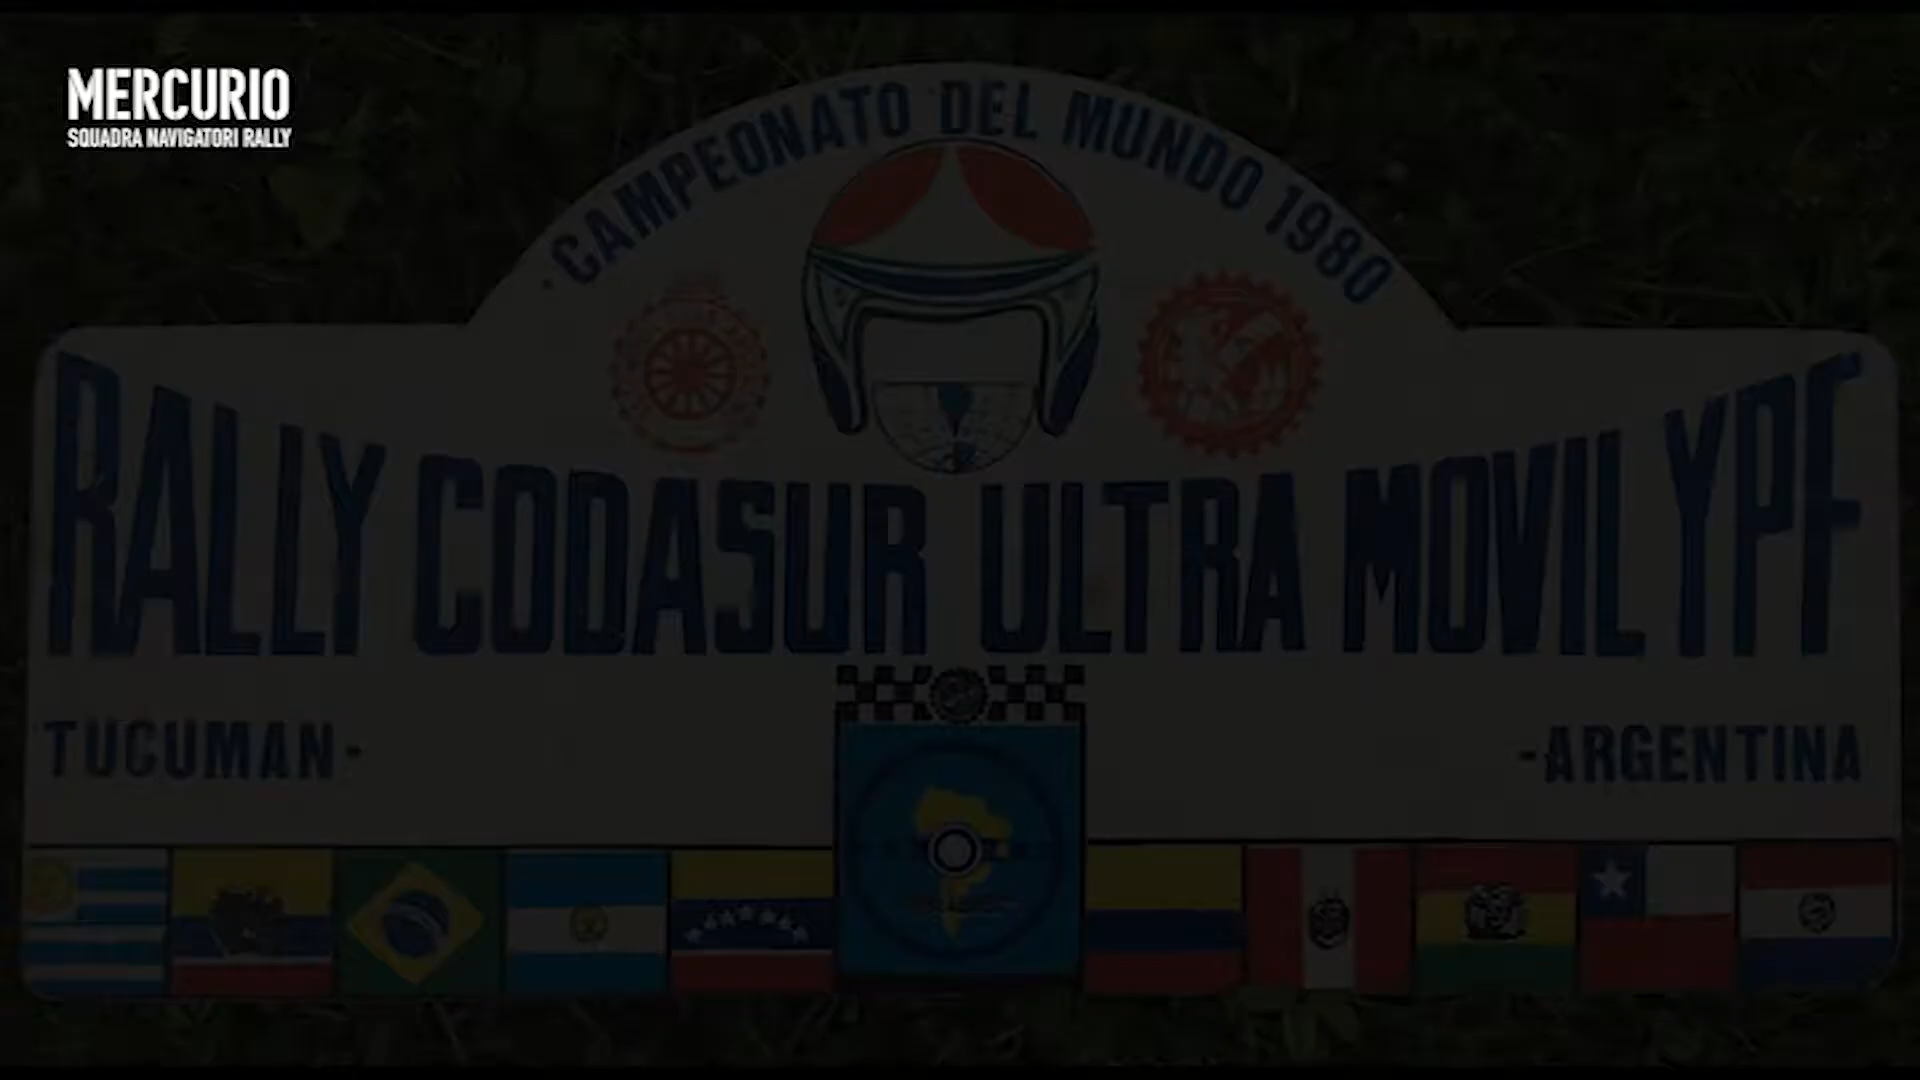 MERCURIO
SQUADRA NAVIGATORI RALLY
CAMPEONATO DEL MUNDO 1980
RALLY CODASUR ULTRA MOVIL YPF
TUCUMAN-
-ARGENTINA